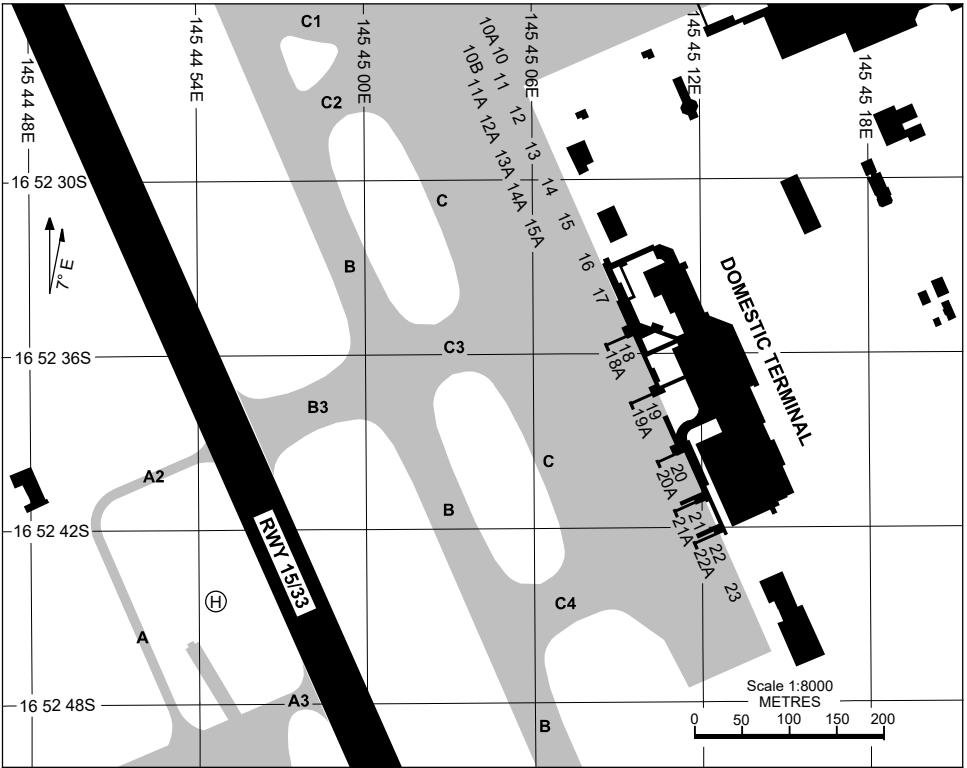 C1
145 44 48E
145 44 54E
145 45 00E
145 45 06E
145 45 12E
145 45 18E
C2
10A
10
10B
11
11A
12
12A
13
13A
14
14A
15
15A
16
17
16 52 30S
C
B
7° E
DOMESTIC TERMINAL
16 52 36S
C3
18
18A
B3
19
19A
A2
C
20
20A
B
16 52 42S
RWY 15/33
21
21A
22
22A
23
H
C4
A
16 52 48S
A3
B
Scale 1:8000
METRES
0 50 100 150 200